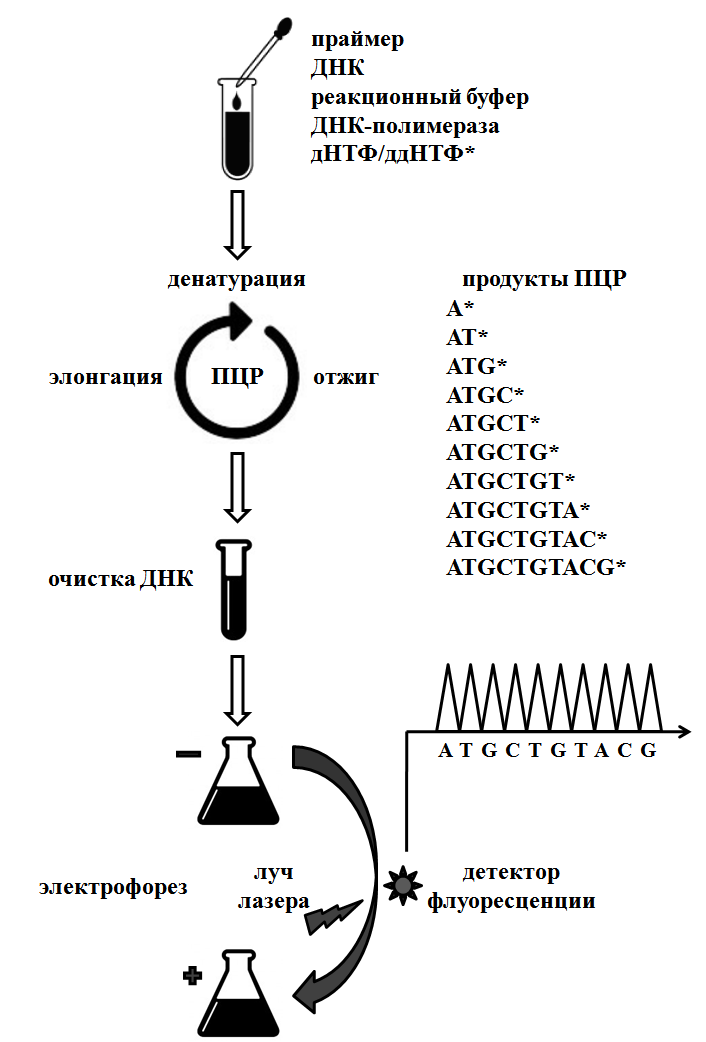 праймер
ДНК
реакционный буфер
ДНК-полимераза
дНТФ/ддНТФ*
денатурация
элонгация
ПЦР
отжиг
продукты ПЦР
A*
AT*
ATG*
ATGC*
ATGCT*
ATGCTG*
ATGCTGT*
ATGCTGTA*
ATGCTGTAC*
ATGCTGTACG*
очистка ДНК
A T G C T G T A C G
электрофорез
луч
лазера
детектор
флуоресценции